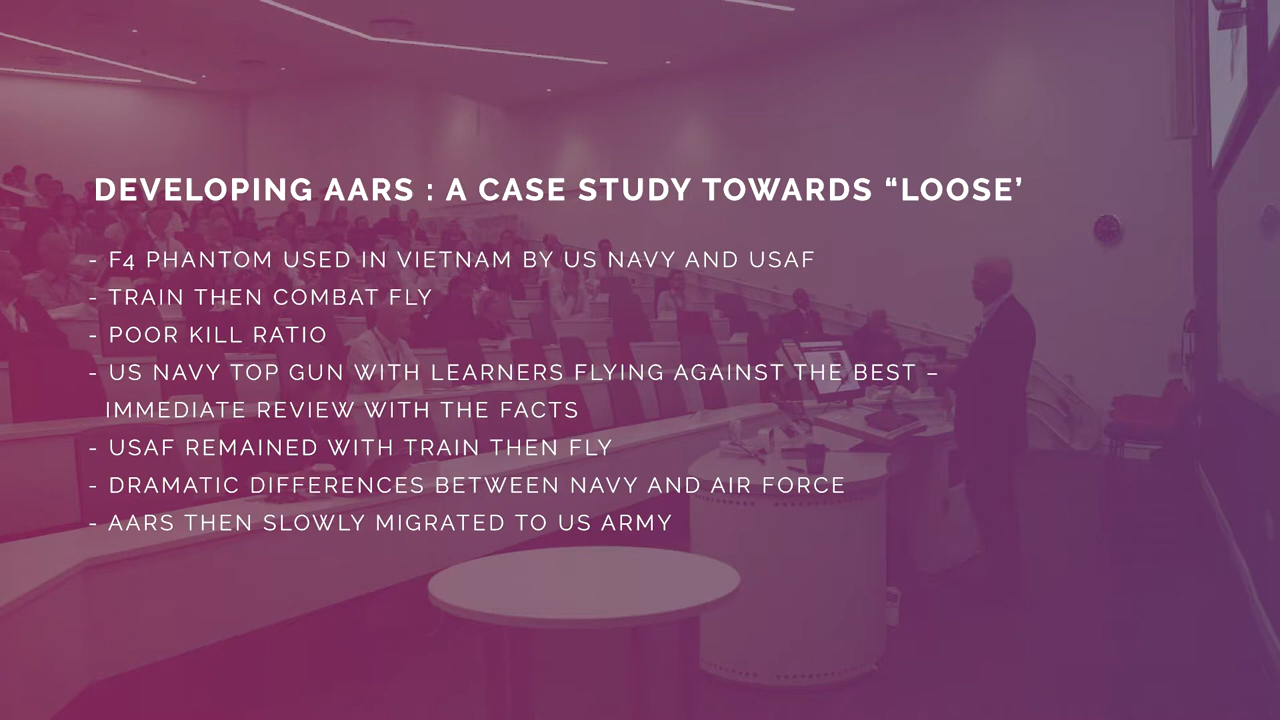 DEVELOPING AARS : A CASE STUDY TOWARDS “LOOSE’
- F4 PHANTOM USED IN VIETNAM BY US NAVY AND USAF
- TRAIN THEN COMBAT FLY
- POOR KILL RATIO
- US NAVY TOP GUN WITH LEARNERS FLYING AGAINST THE BEST –
IMMEDIATE REVIEW WITH THE FACTS
- USAF REMAINED WITH TRAIN THEN FLY
- DRAMATIC DIFFERENCES BETWEEN NAVY AND AIR FORCE
- AARS THEN SLOWLY MIGRATED TO US ARMY